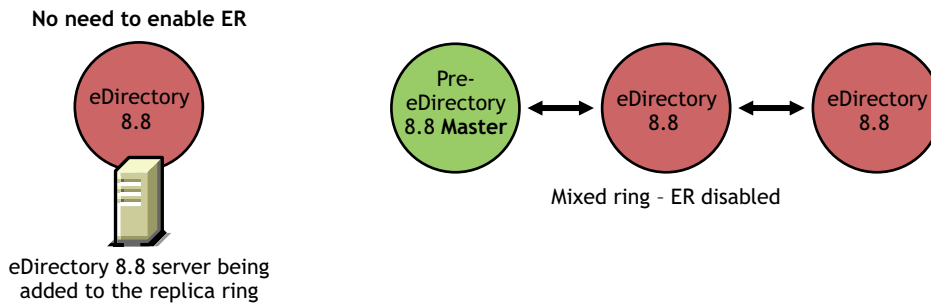 No need to enable ER
eDirectory
8.8
eDirectory 8.8 server being
added to the replica ring
Pre-
eDirectory
8.8 Master
eDirectory
8.8
eDirectory
8.8
Mixed ring – ER disabled